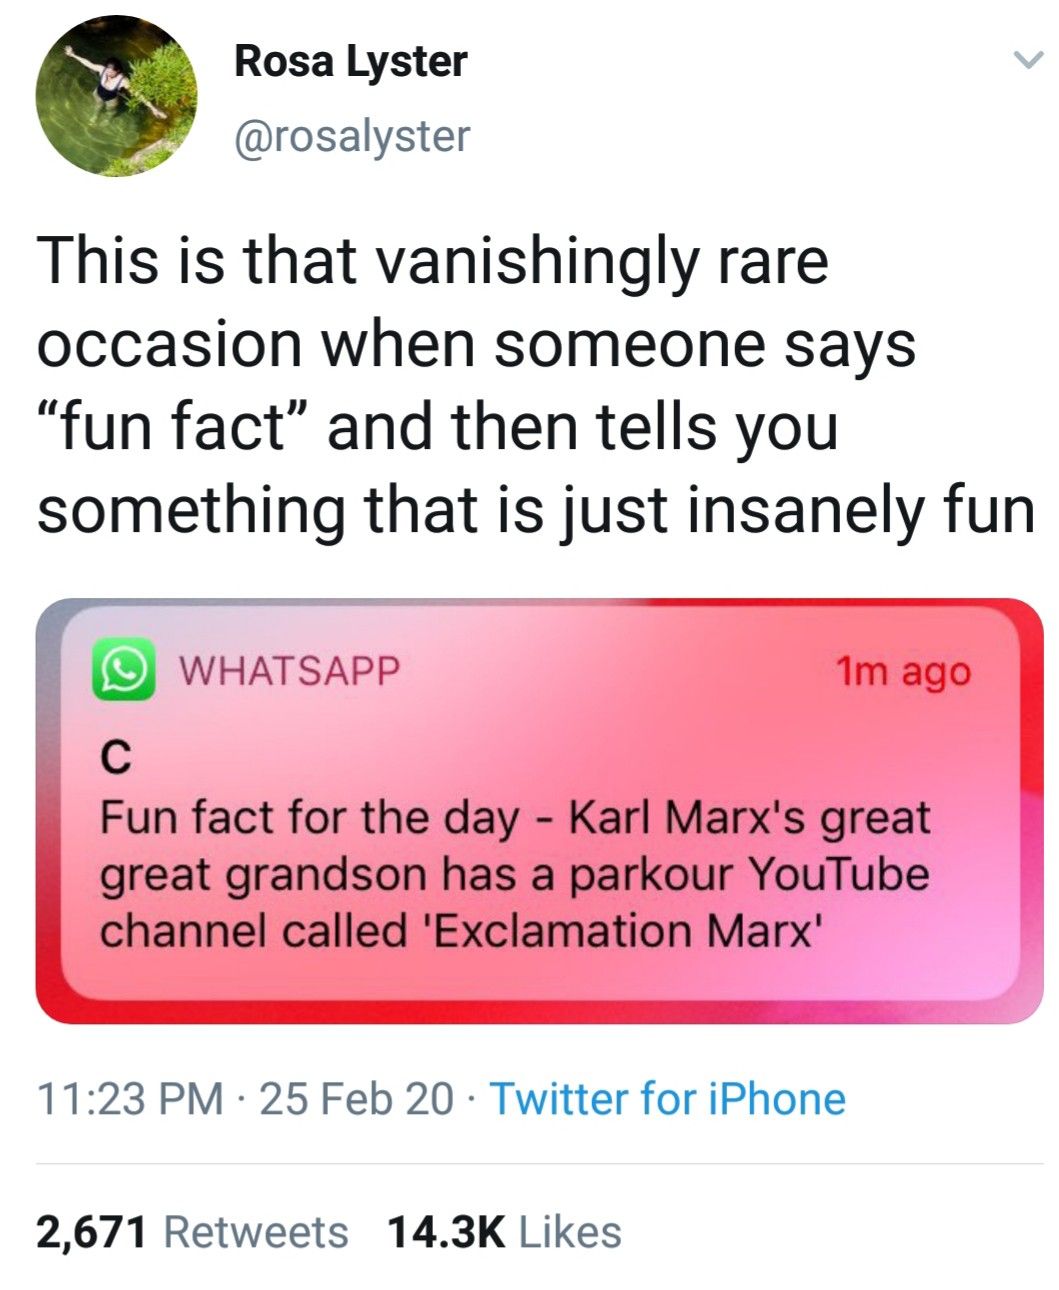 Rosa Lyster
@rosalyster
This is that vanishingly rare
occasion when someone says
“fun fact” and then tells you
something that is just insanely fun
WHATSAPP 1m ago
C
Fun fact for the day - Karl Marx's great
great grandson has a parkour YouTube
channel called 'Exclamation Marx'
11:23 PM · 25 Feb 20 · Twitter for iPhone
2,671 Retweets 14.3K Likes